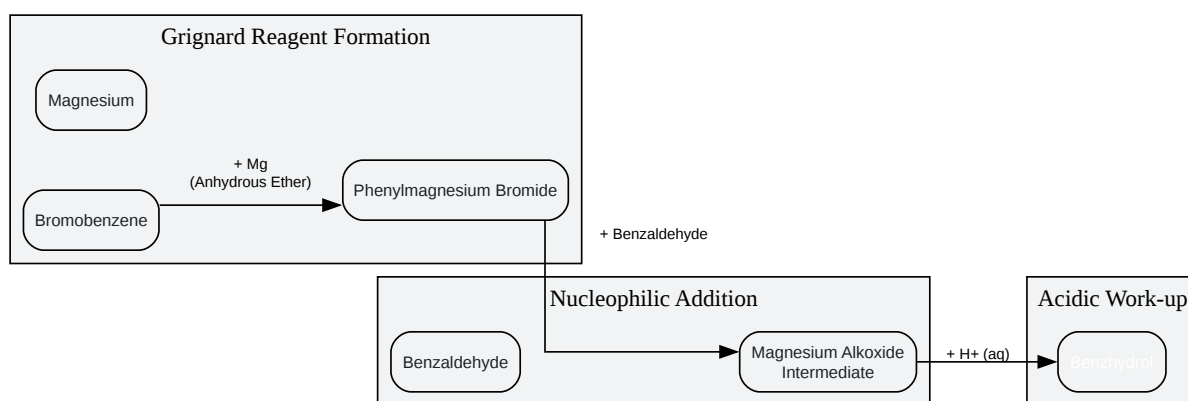 Grignard Reagent Formation
Magnesium
+ Mg
(Anhydrous Ether)
Phenylmagnesium Bromide
Bromobenzene
+ Benzaldehyde
Nucleophilic Addition
Acidic Work-up
Benzaldehyde
Magnesium Alkoxide
Intermediate
+ H+ (aq)
Benzhydrol